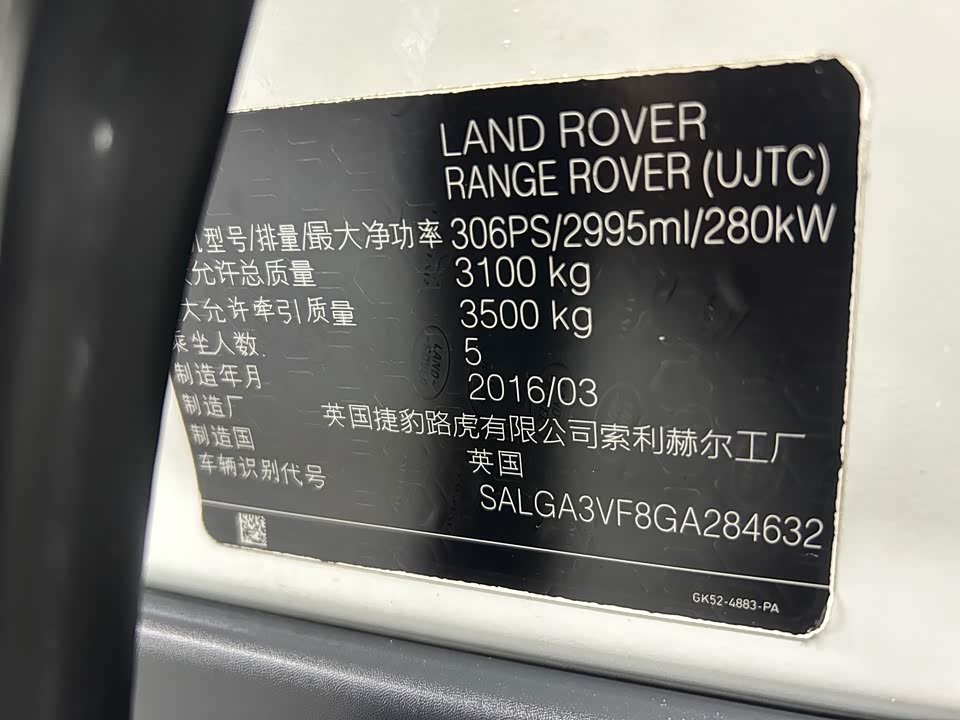 LAND ROVER
RANGE ROVER (UJTC)
机型号/排量/最大净功率 306PS/2995ml/280kW
允许总质量 3100 kg
大允许牵引质量 3500 kg
乘坐人数 5
制造年月 2016/03
制造厂 英国捷豹路虎有限公司索利赫尔工厂
制造国 英国
车辆识别代号 SALGA3VF8GA284632
GK52-4883-PA